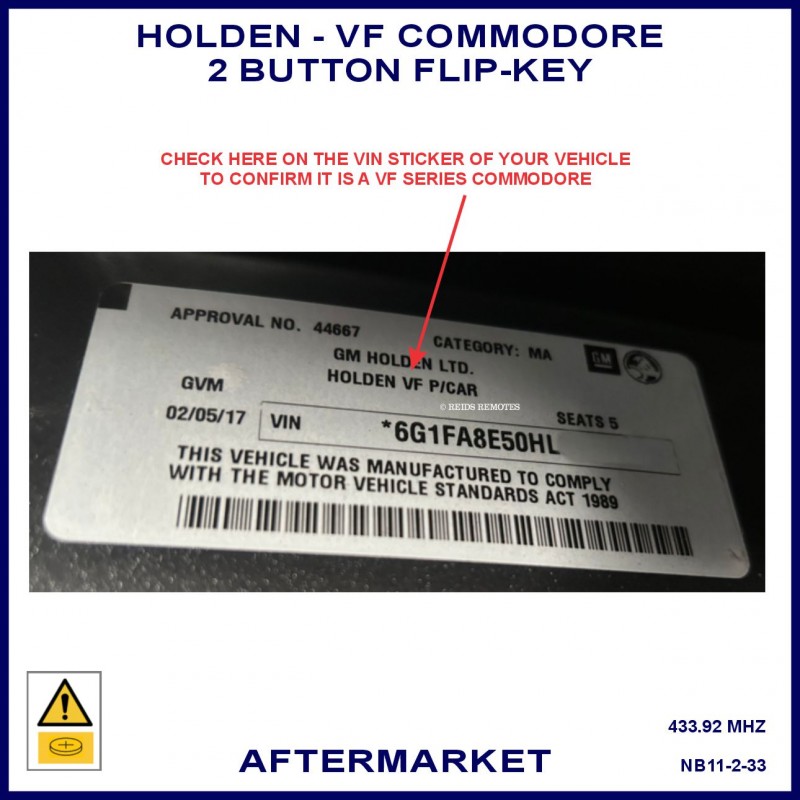 HOLDEN - VF COMMODORE
2 BUTTON FLIP-KEY
CHECK HERE ON THE VIN STICKER OF YOUR VEHICLE
TO CONFIRM IT IS A VF SERIES COMMODORE
APPROVAL NO. 44667
CATEGORY: MA
GM HOLDEN LTD.
HOLDEN VF P/CAR
GM
GVM
© REIDS REMOTES
SEATS 5
02/05/17
VIN
*6G1FA8E50HL
THIS VEHICLE WAS MANUFACTURED TO COMPLY
WITH THE MOTOR VEHICLE STANDARDS ACT 1989
433.92 MHZ
AFTERMARKET
NB11-2-33